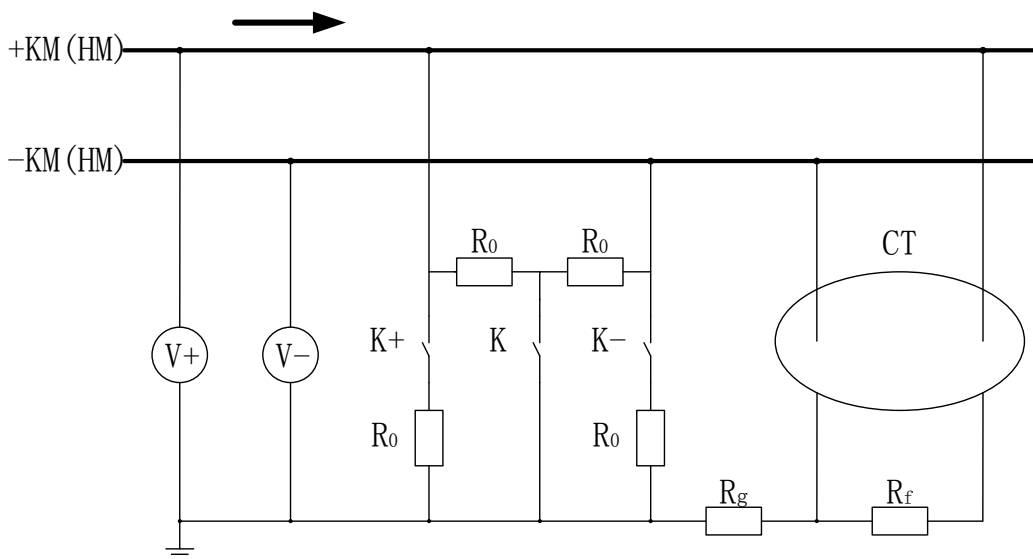 +KM(HM)
-KM(HM)
R₀ R₀
CT
V+ V- K+ K K-
R₀ R₀
Rg Rf